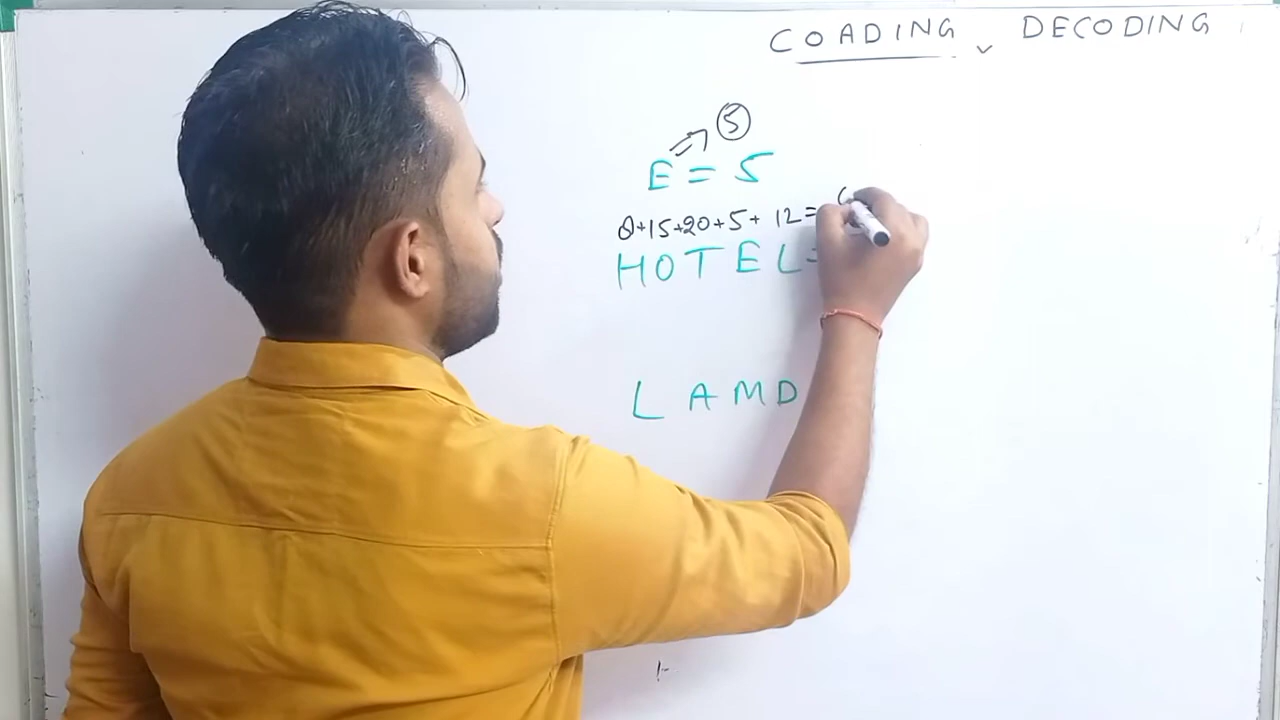 COADING, DECODING
⑤
E = 5
8+15+20+5+ 12=
HOTEL=
LAMD